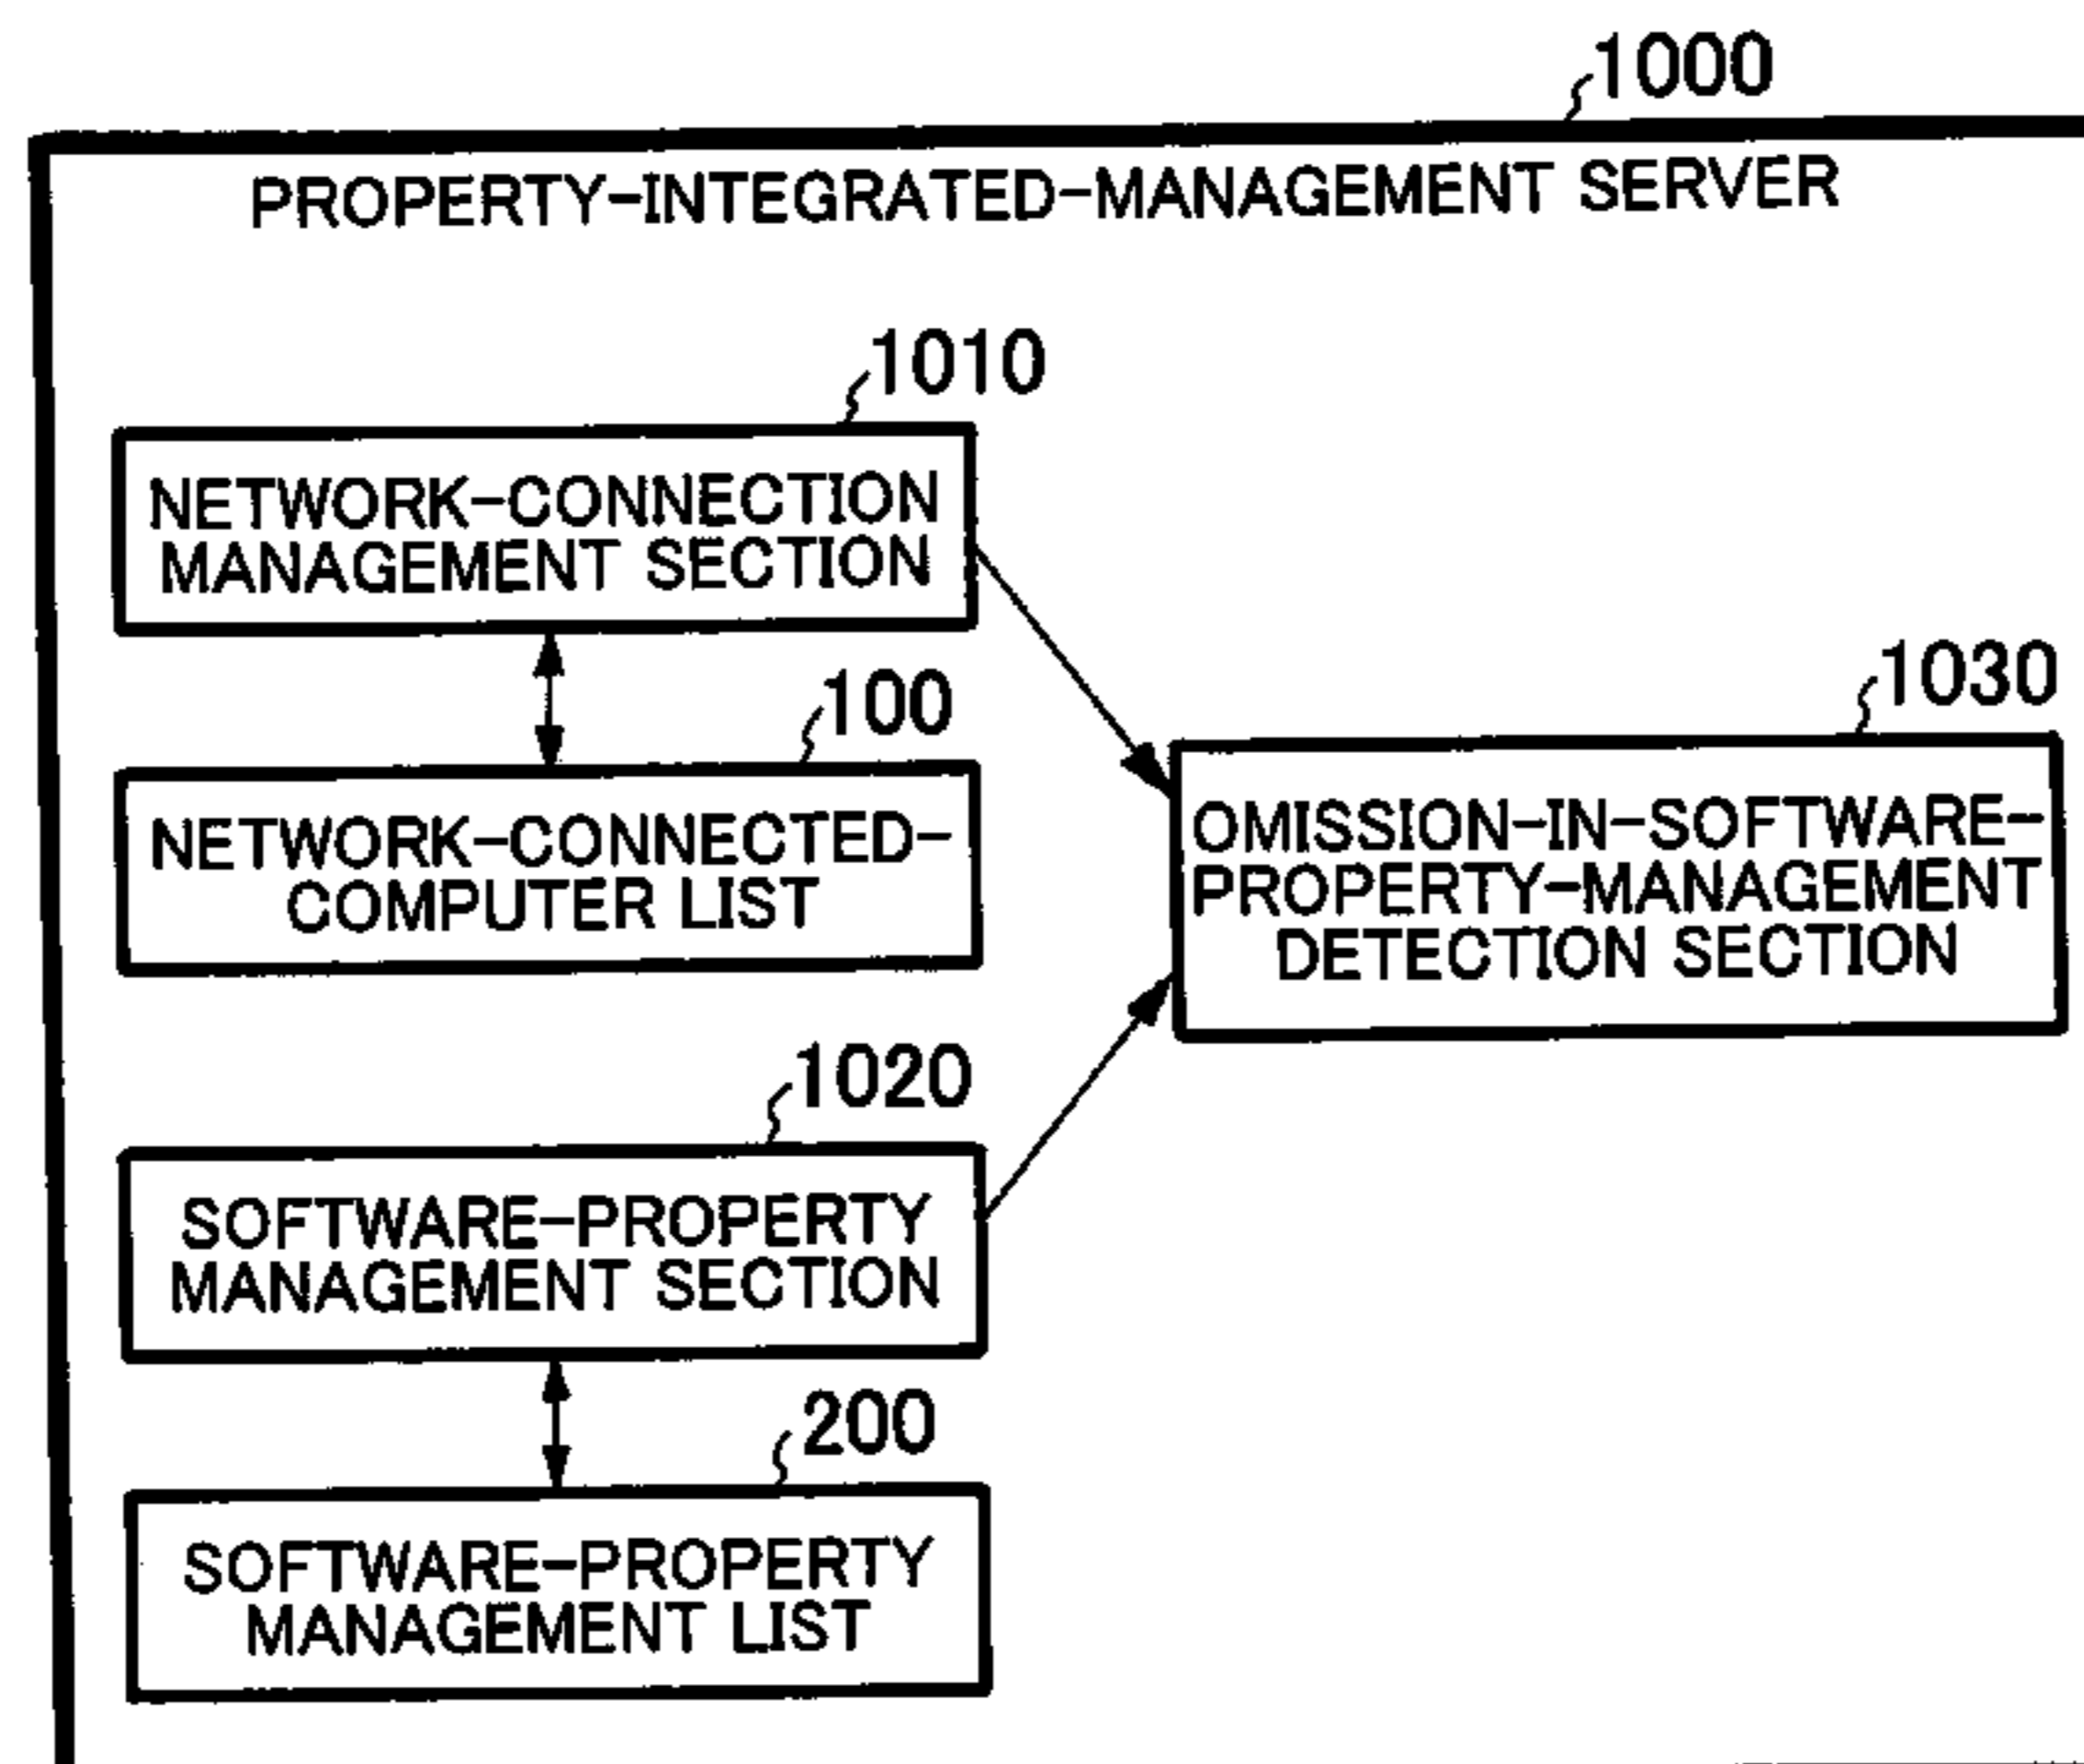 1000
PROPERTY-INTEGRATED-MANAGEMENT SERVER
1010
NETWORK-CONNECTION
MANAGEMENT SECTION
100
NETWORK-CONNECTED-
COMPUTER LIST
1030
OMISSION-IN-SOFTWARE-
PROPERTY-MANAGEMENT
DETECTION SECTION
1020
SOFTWARE-PROPERTY
MANAGEMENT SECTION
200
SOFTWARE-PROPERTY
MANAGEMENT LIST